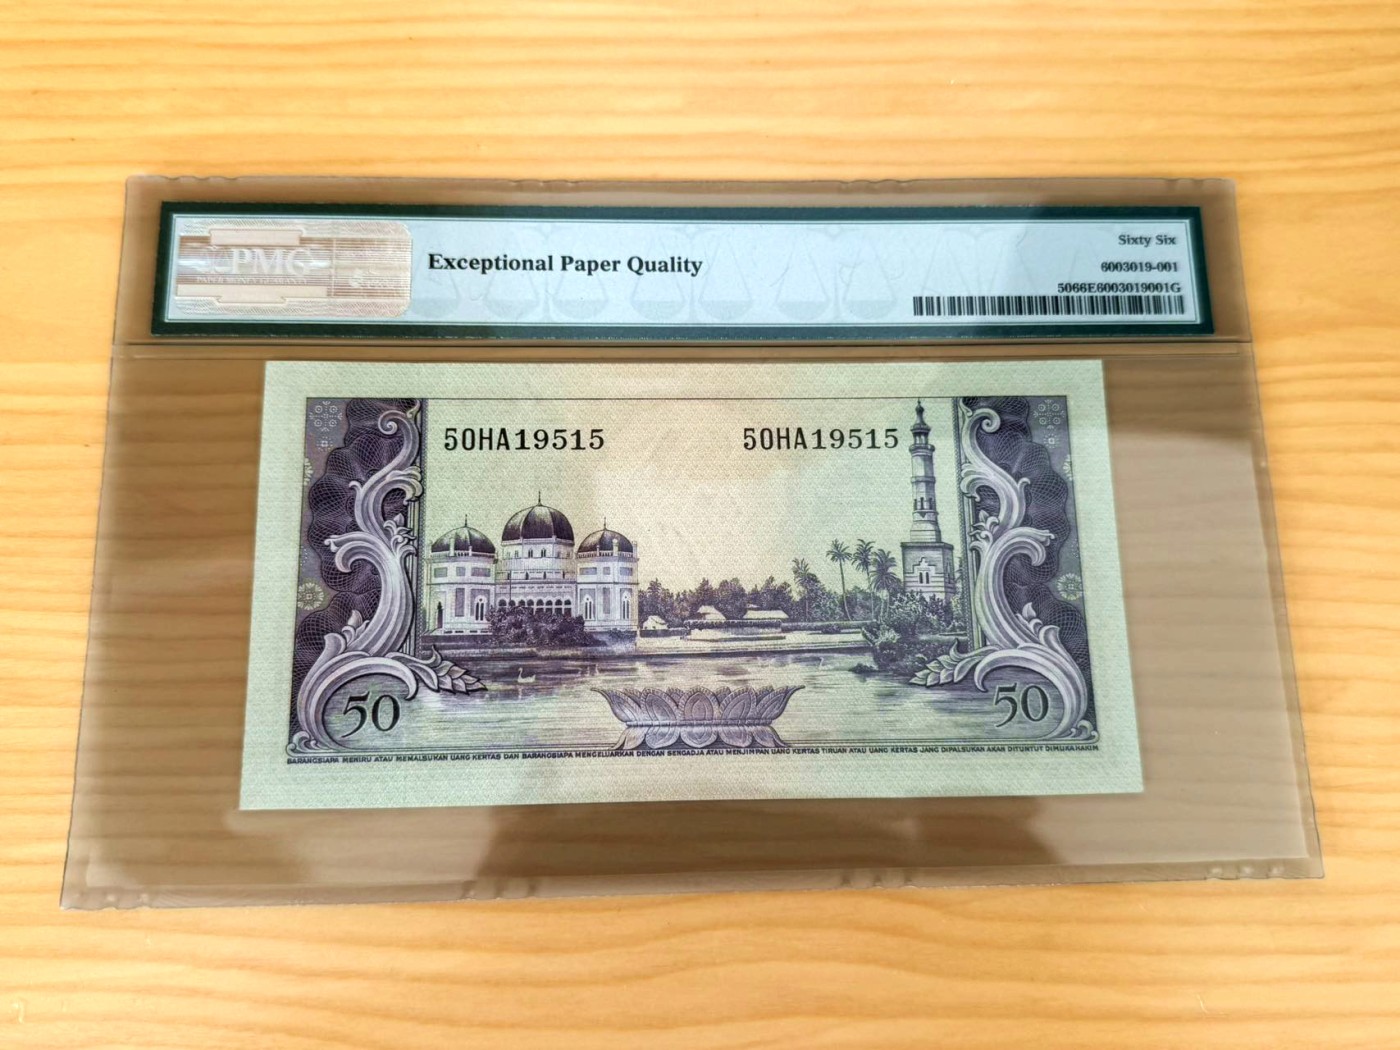 PMG
Exceptional Paper Quality
Sixty Six
6003019-001
5066E6003019001G
50HA19515 50HA19515
50 50
BARANGSIAPA MENIRU ATAU MEMALSUKAN UANG KERTAS DAN BARANGSIAPA MENGELUARKAN DENGAN SENGADJA ATAU MENJIMPAN UANG KERTAS TIRUAN ATAU UANG KERTAS JANG DIPALSUKAN AKAN DITUNTUT DIMUKA HAKIM